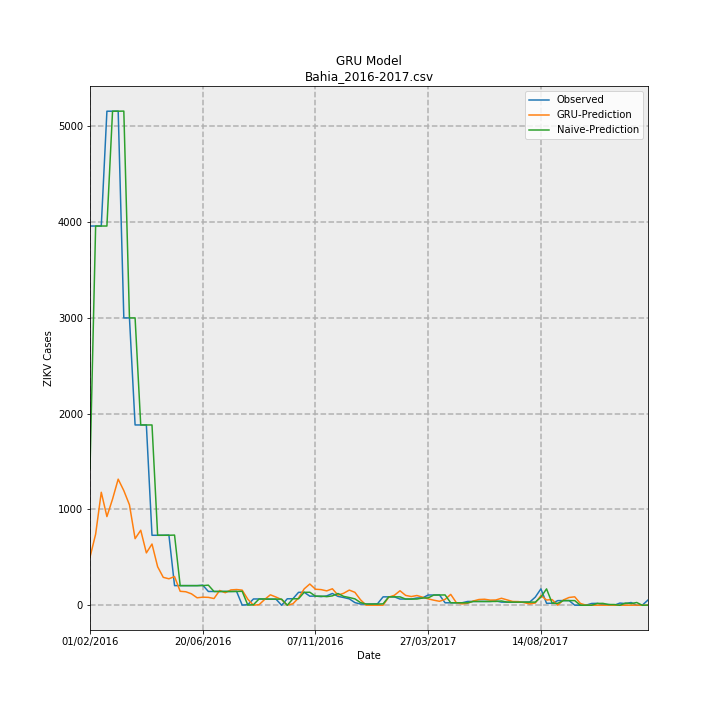 GRU Model
Bahia_2016-2017.csv
Observed
GRU-Prediction
Naive-Prediction
5000
4000
3000
2000
1000
0
ZIKV Cases
01/02/2016
20/06/2016
07/11/2016
27/03/2017
14/08/2017
Date